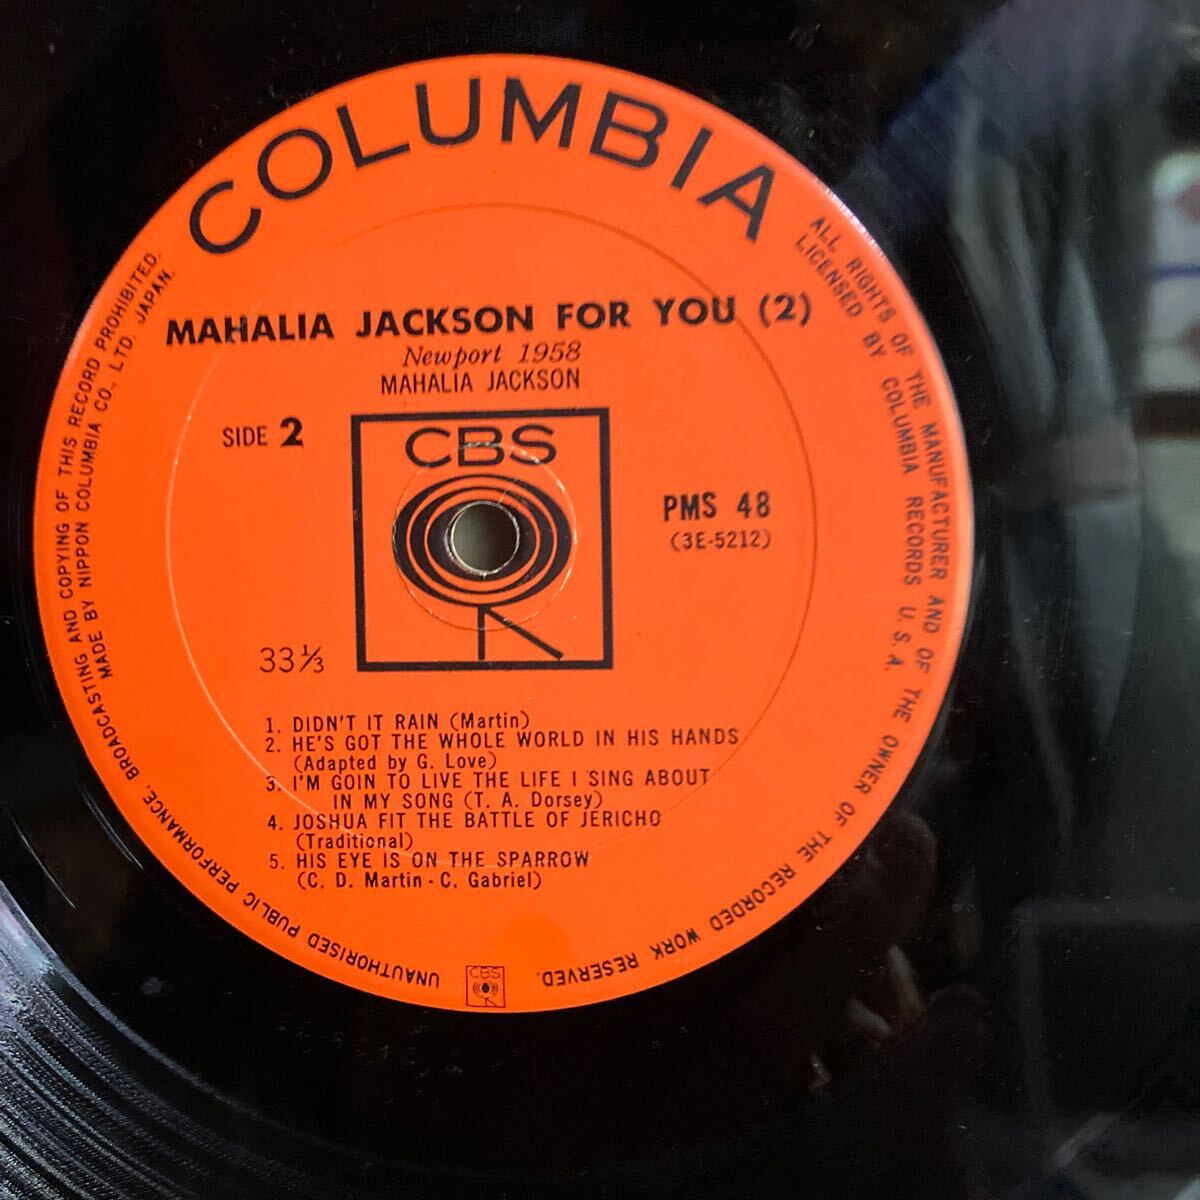 COLUMBIA
MAHALIA JACKSON FOR YOU (2)
Newport 1958
MAHALIA JACKSON
SIDE 2
CBS
PMS 48
(3E-5212)
33 1/3
1. DIDN'T IT RAIN (Martin)
2. HE'S GOT THE WHOLE WORLD IN HIS HANDS
(Adapted by G. Love)
3. I'M GOIN TO LIVE THE LIFE I SING ABOUT
IN MY SONG (T. A. Dorsey)
4. JOSHUA FIT THE BATTLE OF JERICHO
(Traditional)
5. HIS EYE IS ON THE SPARROW
(C. D. Martin - C. Gabriel)
ALL RIGHTS OF THE MANUFACTURER AND OF THE OWNER OF THE RECORDED WORK RESERVED.
LICENSED BY COLUMBIA RECORDS U. S. A.
CBS
UNAUTHORISED PUBLIC PERFORMANCE, BROADCASTING AND COPYING OF THIS RECORD PROHIBITED.
MADE BY NIPPON COLUMBIA CO., LTD. JAPAN.